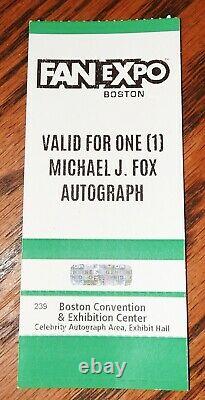 FAN EXPO
BOSTON
VALID FOR ONE (1)
MICHAEL J. FOX
AUTOGRAPH
239 Boston Convention
& Exhibition Center
Celebrity Autograph Area, Exhibit Hall